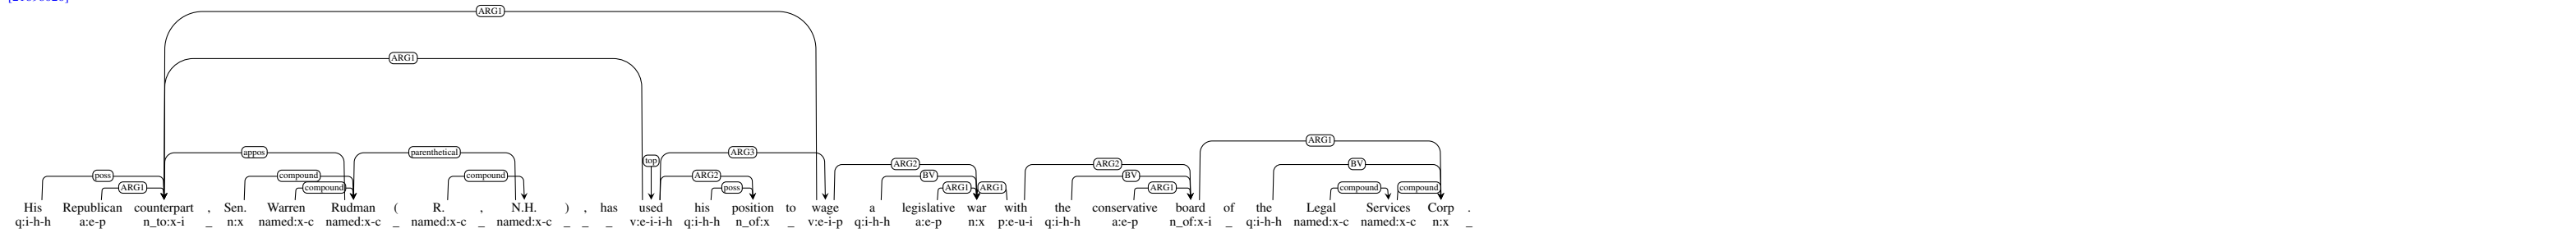 ARG1
ARG1
ARG1
appos parenthetical top ARG3 ARG2 ARG2 BV
poss compound compound ARG2 BV BV
ARG1 compound poss ARG1 ARG1 ARG1 compound compound
His Republican counterpart , Sen. Warren Rudman ( R. , N.H. ) , has used his position to wage a legislative war with the conservative board of the Legal Services Corp .
q:i-h-h a:e-p n_to:x-i _ n:x named:x-c named:x-c _ named:x-c _ named:x-c _ _ _ v:e-i-i-h q:i-h-h n_of:x _ v:e-i-p q:i-h-h a:e-p n:x p:e-u-i q:i-h-h a:e-p n_of:x-i _ q:i-h-h named:x-c named:x-c n:x _